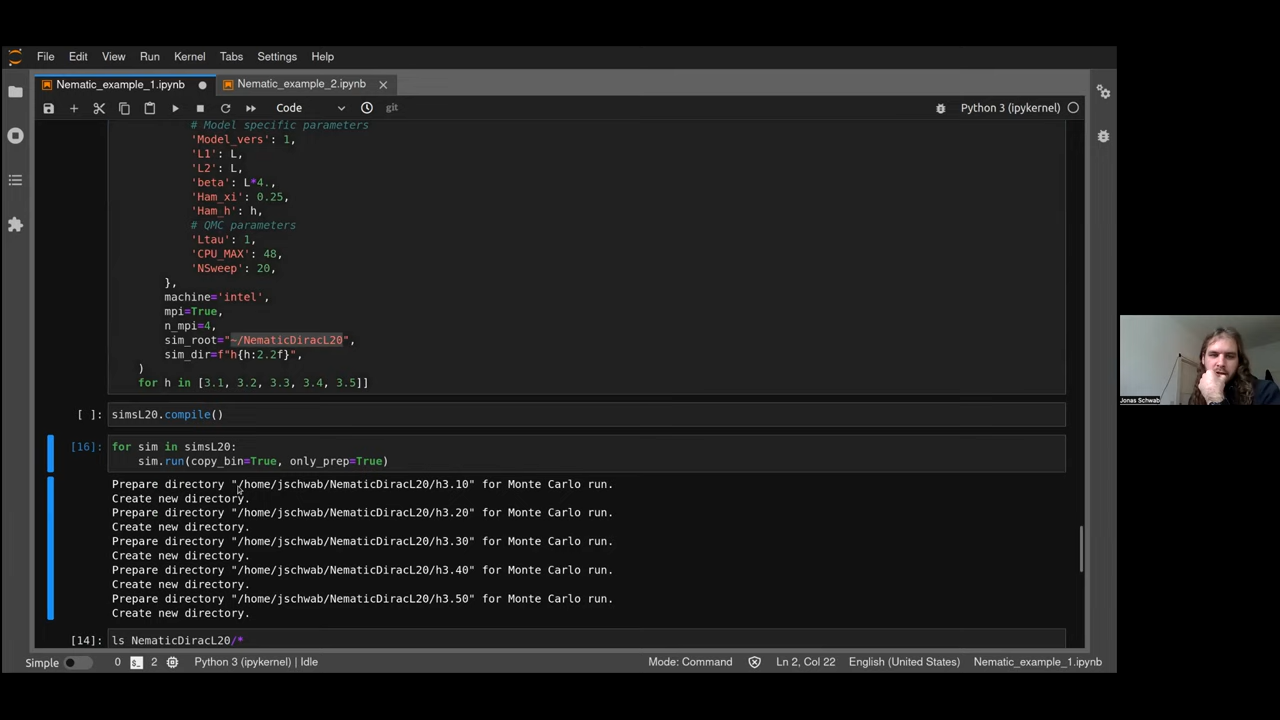 File Edit View Run Kernel Tabs Settings Help
Nematic_example_1.ipynb Nematic_example_2.ipynb
Code git Python 3 (ipykernel)
# Model specific parameters
'Model_vers': 1,
'L1': L,
'L2': L,
'beta': L*4.,
'Ham_xi': 0.25,
'Ham_h': h,
# QMC parameters
'Ltau': 1,
'CPU_MAX': 48,
'NSweep': 20,
},
machine='intel',
mpi=True,
n_mpi=4,
sim_root="~/NematicDiracL20",
sim_dir=f"h{h:2.2f}",
)
for h in [3.1, 3.2, 3.3, 3.4, 3.5]]
[ ]: simsL20.compile()
[16]: for sim in simsL20:
sim.run(copy_bin=True, only_prep=True)
Prepare directory "/home/jschwab/NematicDiracL20/h3.10" for Monte Carlo run.
Create new directory.
Prepare directory "/home/jschwab/NematicDiracL20/h3.20" for Monte Carlo run.
Create new directory.
Prepare directory "/home/jschwab/NematicDiracL20/h3.30" for Monte Carlo run.
Create new directory.
Prepare directory "/home/jschwab/NematicDiracL20/h3.40" for Monte Carlo run.
Create new directory.
Prepare directory "/home/jschwab/NematicDiracL20/h3.50" for Monte Carlo run.
Create new directory.
[14]: ls NematicDiracL20/*
Simple 0 2 Python 3 (ipykernel) | Idle Mode: Command Ln 2, Col 22 English (United States) Nematic_example_1.ipynb
Jonas Schwab